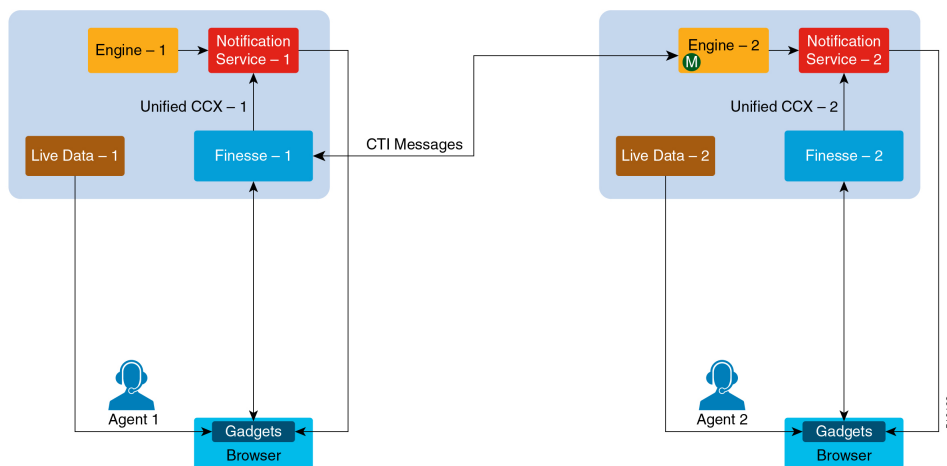 Engine – 1
Notification
Service – 1
Unified CCX – 1
Live Data – 1
Finesse – 1
CTI Messages
Agent 1
Gadgets
Browser
Engine – 2
M
Notification
Service – 2
Unified CCX – 2
Live Data – 2
Finesse – 2
Agent 2
Gadgets
Browser